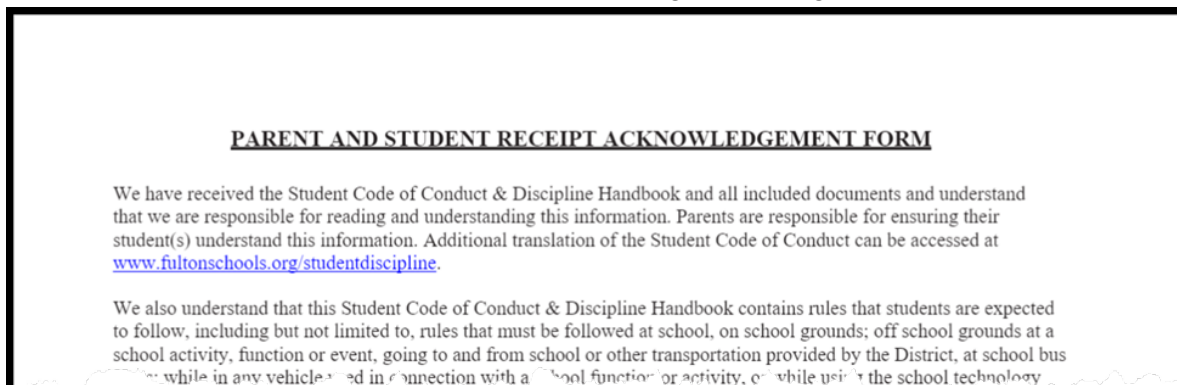 PARENT AND STUDENT RECEIPT ACKNOWLEDGEMENT FORM
We have received the Student Code of Conduct & Discipline Handbook and all included documents and understand
that we are responsible for reading and understanding this information. Parents are responsible for ensuring their
student(s) understand this information. Additional translation of the Student Code of Conduct can be accessed at
www.fultonschools.org/studentdiscipline.
We also understand that this Student Code of Conduct & Discipline Handbook contains rules that students are expected
to follow, including but not limited to, rules that must be followed at school, on school grounds; off school grounds at a
school activity, function or event, going to and from school or other transportation provided by the District, at school bus
while in any vehicle in connection with a function or activity, or while using the school technology